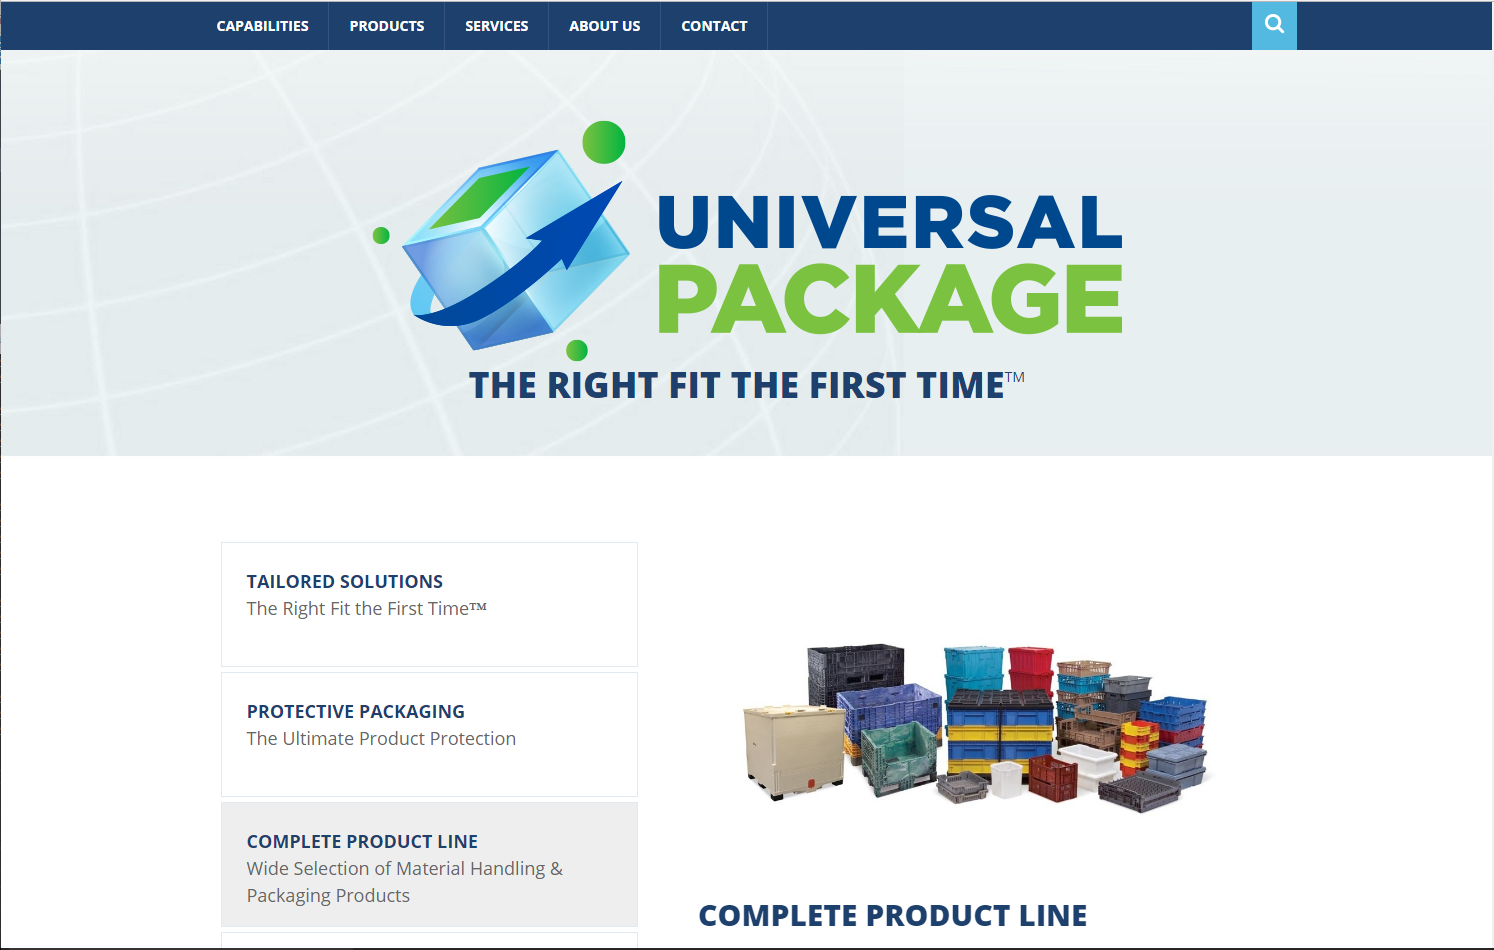 CAPABILITIES
PRODUCTS
SERVICES
ABOUT US
CONTACT
UNIVERSAL
PACKAGE
THE RIGHT FIT THE FIRST TIME™
TAILORED SOLUTIONS
The Right Fit the First Time™
PROTECTIVE PACKAGING
The Ultimate Product Protection
COMPLETE PRODUCT LINE
Wide Selection of Material Handling &
Packaging Products
COMPLETE PRODUCT LINE